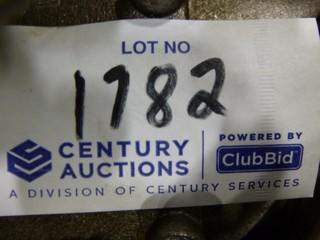 LOT NO
1782
CENTURY AUCTIONS
POWERED BY
ClubBid
A DIVISION OF CENTURY SERVICES